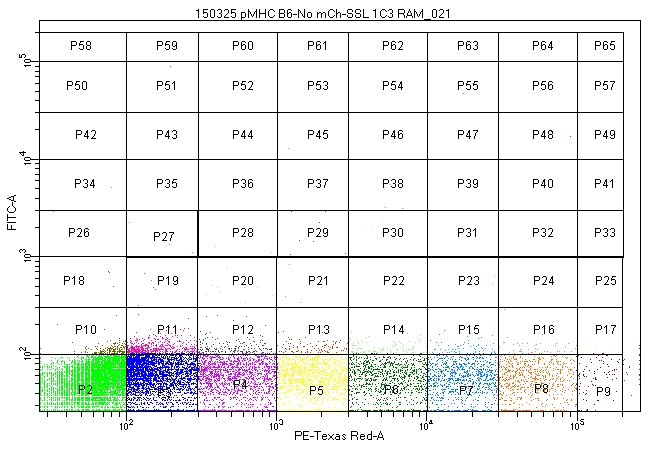 150325 pMHC B6-No mCh-SSL 1C3 RAM_021
P58 P59 P60 P61 P62 P63 P64 P65
10^5
P50 P51 P52 P53 P54 P55 P56 P57
P42 P43 P44 P45 P46 P47 P48 P49
10^4
P34 P35 P36 P37 P38 P39 P40 P41
FITC-A
P26 P27 P28 P29 P30 P31 P32 P33
10^3
P18 P19 P20 P21 P22 P23 P24 P25
P10 P11 P12 P13 P14 P15 P16 P17
10^2
P2 P4 P5 P6 P7 P8 P9
10^2 10^3 10^4 10^5
PE-Texas Red-A